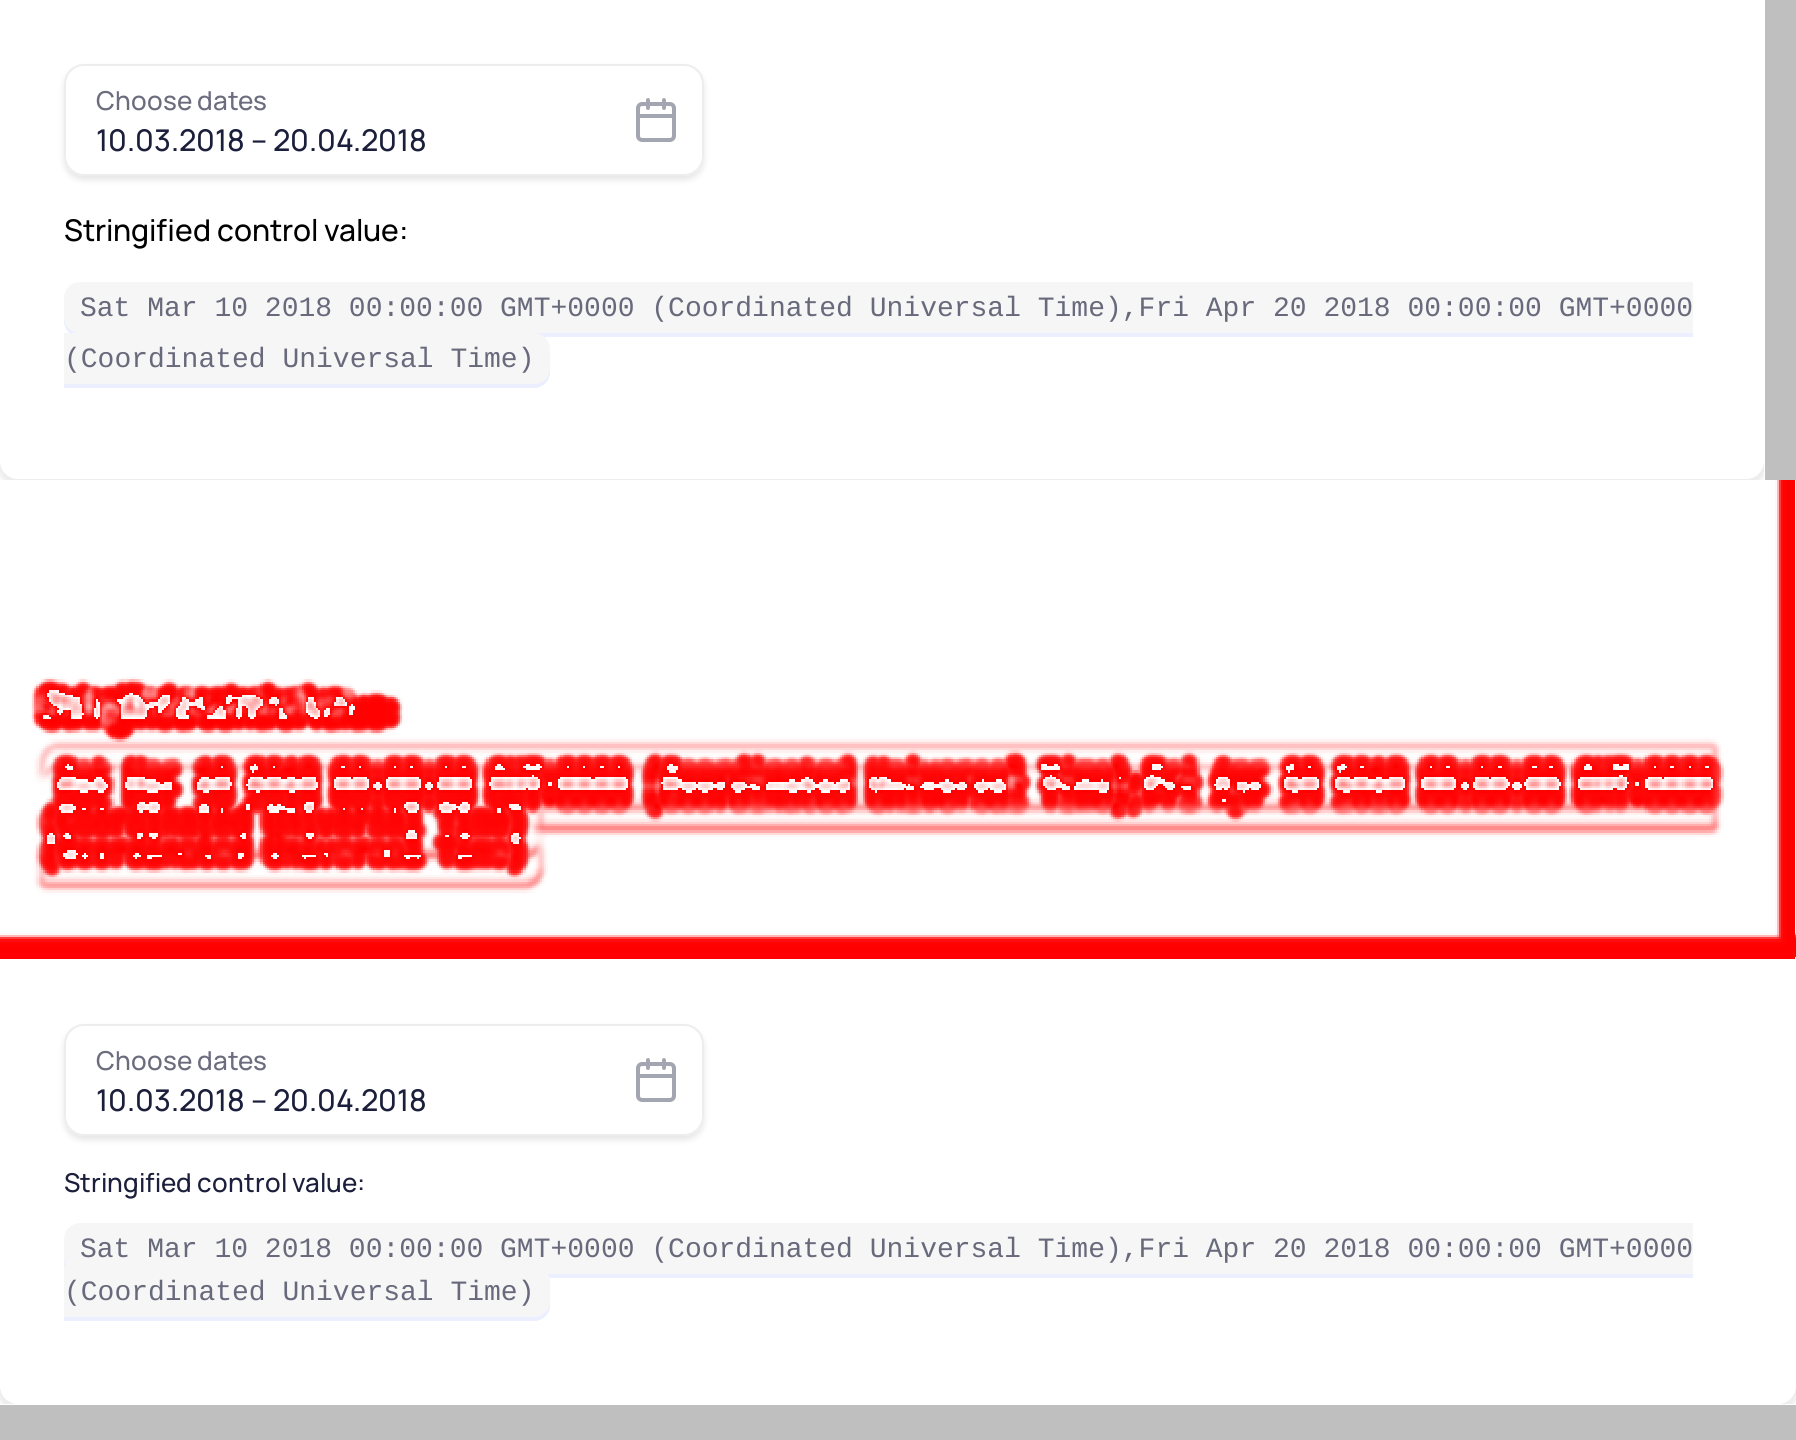 Choose dates
10.03.2018 – 20.04.2018
Stringified control value:
Sat Mar 10 2018 00:00:00 GMT+0000 (Coordinated Universal Time),Fri Apr 20 2018 00:00:00 GMT+0000
(Coordinated Universal Time)
Choose dates
10.03.2018 – 20.04.2018
Stringified control value:
Sat Mar 10 2018 00:00:00 GMT+0000 (Coordinated Universal Time),Fri Apr 20 2018 00:00:00 GMT+0000
(Coordinated Universal Time)